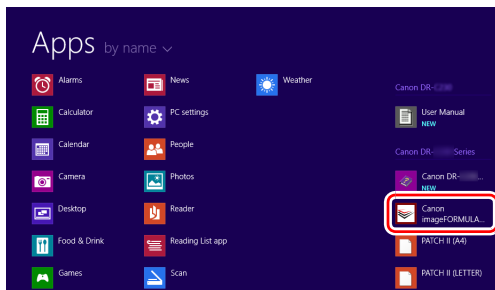 Apps by name
Alarms
Calculator
Calendar
Camera
Desktop
Food & Drink
Games
News
PC settings
People
Photos
Reader
Reading List app
Scan
Weather
Canon DR-
User Manual
NEW
Canon DR- Series
Canon DR- ...
NEW
Canon
imageFORMULA...
PATCH II (A4)
PATCH II (LETTER)